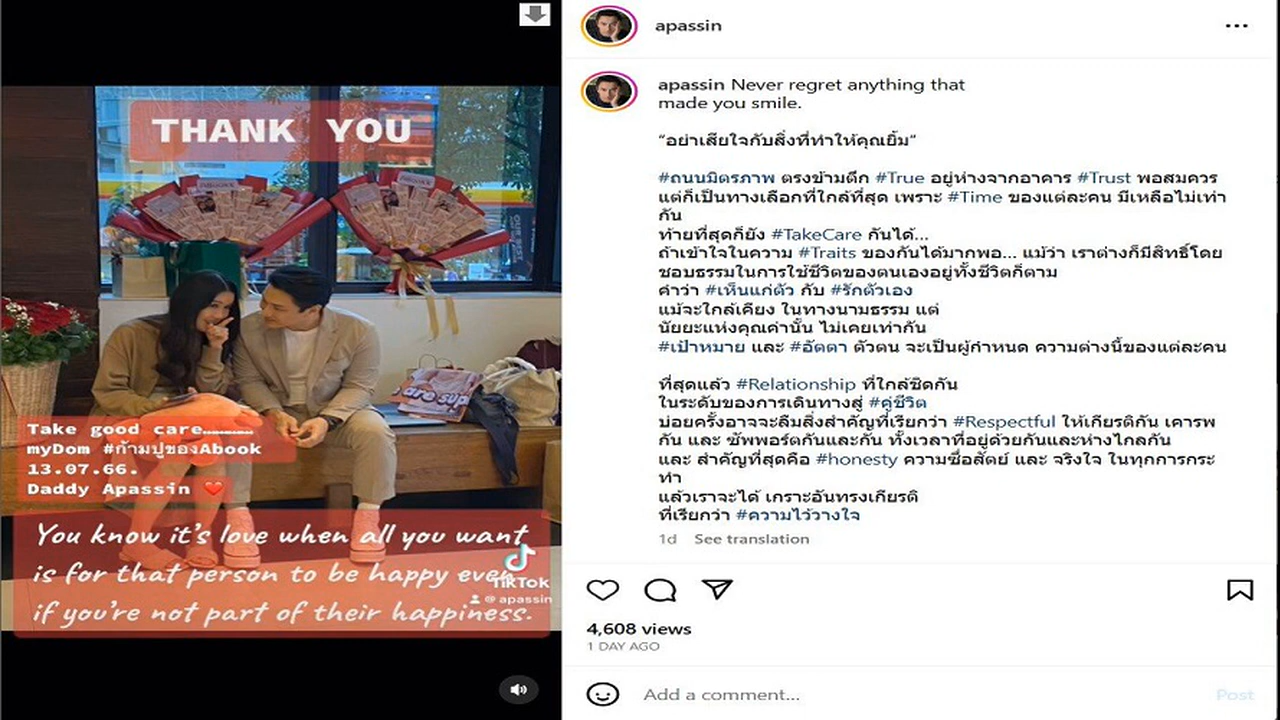 THANK YOU
Take good care……………
myDom #ก้ามปูของAbook
13.07.66.
Daddy Apassin ❤️
You know it's love when all you want
is for that person to be happy even
if you're not part of their happiness.
TikTok
@apassin
apassin
apassin Never regret anything that
made you smile.
“อย่าเสียใจกับสิ่งที่ทำให้คุณยิ้ม”
#ถนนมิตรภาพ ตรงข้ามตึก #True อยู่ห่างจากอาคาร #Trust พอสมควร
แต่ก็เป็นทางเลือกที่ใกล้ที่สุด เพราะ #Time ของแต่ละคน มีเหลือไม่เท่า
กัน
ท้ายที่สุดก็ยัง #TakeCare กันได้...
ถ้าเข้าใจในความ #Traits ของกันได้มากพอ... แม้ว่า เราต่างก็มีสิทธิ์โดย
ชอบธรรมในการใช้ชีวิตของตนเองอยู่ทั้งชีวิตก็ตาม
คำว่า #เห็นแก่ตัว กับ #รักตัวเอง
แม้จะใกล้เคียง ในทางนามธรรม แต่
นัยยะแห่งคุณค่านั้น ไม่เคยเท่ากัน
#เป้าหมาย และ #อัตตา ตัวตน จะเป็นผู้กำหนด ความต่างนี้ของแต่ละคน
ที่สุดแล้ว #Relationship ที่ใกล้ชิดกัน
ในระดับของการเดินทางสู่ #คู่ชีวิต
บ่อยครั้งอาจจะลืมสิ่งสำคัญที่เรียกว่า #Respectful ให้เกียรติกัน เคารพ
กัน และ ซัพพอร์ตกันและกัน ทั้งเวลาที่อยู่ด้วยกันและห่างไกลกัน
และ สำคัญที่สุดคือ #honesty ความซื่อสัตย์ และ จริงใจ ในทุกการกระ
ทำ
แล้วเราจะได้ เกราะอันทรงเกียรติ
ที่เรียกว่า #ความไว้วางใจ
1d See translation
4,608 views
1 DAY AGO
Add a comment...
Post